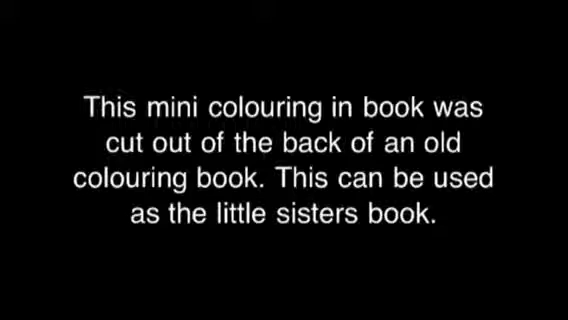 This mini colouring in book was
cut out of the back of an old
colouring book. This can be used
as the little sisters book.